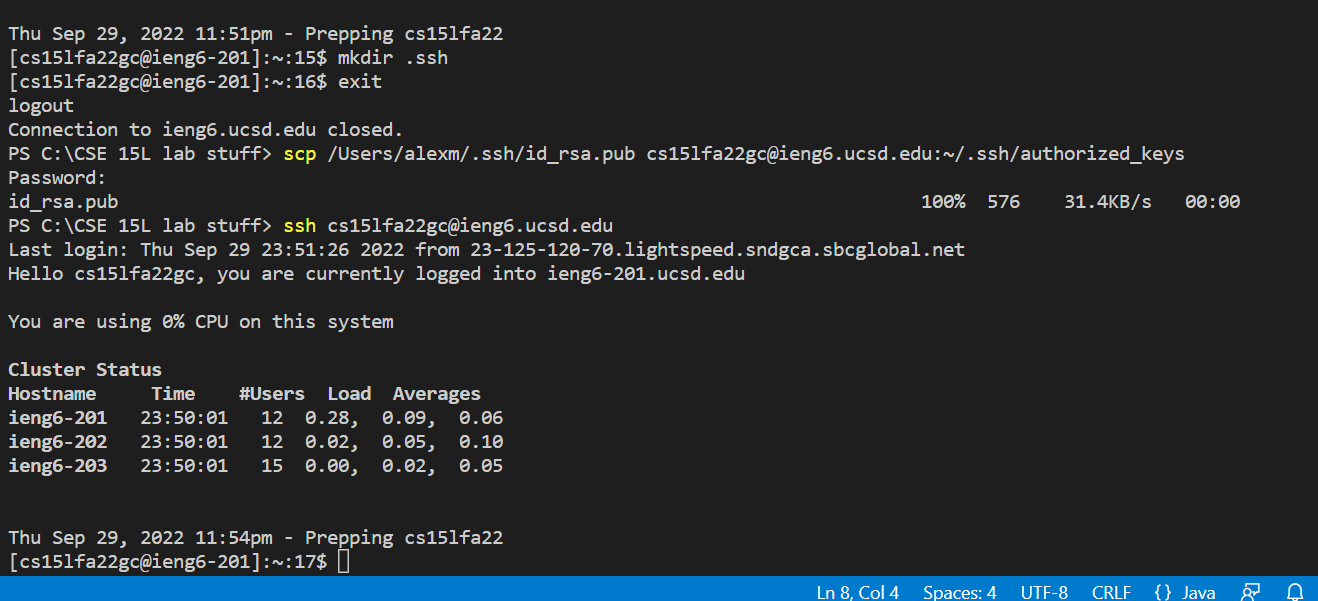 Thu Sep 29, 2022 11:51pm - Prepping cs15lfa22
[cs15lfa22gc@ieng6-201]:~:15$ mkdir .ssh
[cs15lfa22gc@ieng6-201]:~:16$ exit
logout
Connection to ieng6.ucsd.edu closed.
PS C:\CSE 15L lab stuff> scp /Users/alexm/.ssh/id_rsa.pub cs15lfa22gc@ieng6.ucsd.edu:~/.ssh/authorized_keys
Password:
id_rsa.pub 100% 576 31.4KB/s 00:00
PS C:\CSE 15L lab stuff> ssh cs15lfa22gc@ieng6.ucsd.edu
Last login: Thu Sep 29 23:51:26 2022 from 23-125-120-70.lightspeed.sndgca.sbcglobal.net
Hello cs15lfa22gc, you are currently logged into ieng6-201.ucsd.edu
You are using 0% CPU on this system
Cluster Status
Hostname Time #Users Load Averages
ieng6-201 23:50:01 12 0.28, 0.09, 0.06
ieng6-202 23:50:01 12 0.02, 0.05, 0.10
ieng6-203 23:50:01 15 0.00, 0.02, 0.05
Thu Sep 29, 2022 11:54pm - Prepping cs15lfa22
[cs15lfa22gc@ieng6-201]:~:17$
Ln 8, Col 4 Spaces: 4 UTF-8 CRLF {} Java